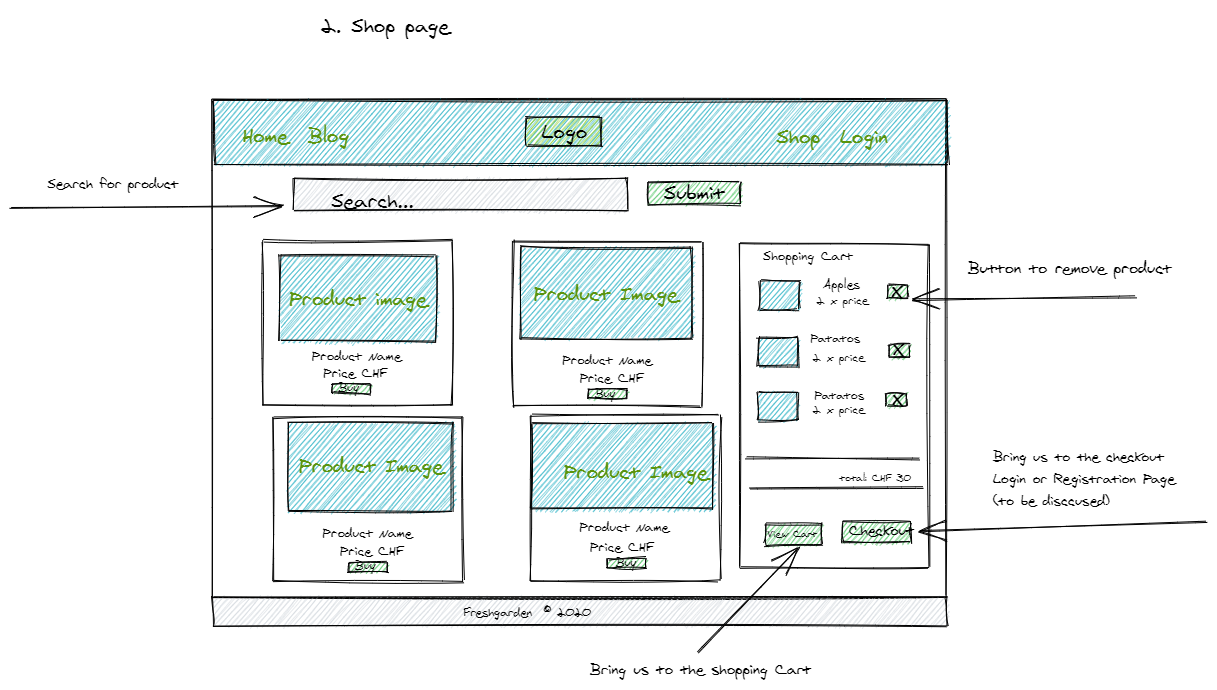 2. Shop page
Home Blog
Logo
Shop Login
Search for product
Search...
Submit
Product image
Product Name
Price CHF
Buy
Product Image
Product Name
Price CHF
Buy
Product Image
Product Name
Price CHF
Buy
Product Image
Product Name
Price CHF
Buy
Shopping Cart
Apples
2 x price
X
Patatos
2 x price
X
Patatos
2 x price
X
total: CHF 30
View Cart
Checkout
Button to remove product
Bring us to the checkout
Login or Registration Page
(to be disccused)
Freshgarden © 2020
Bring us to the shopping Cart